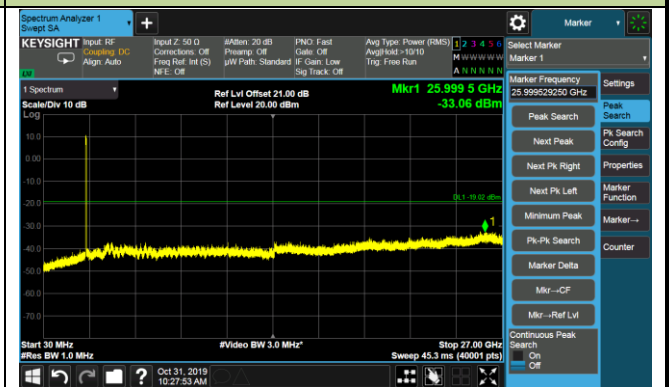 Spectrum Analyzer 1
Swept SA
+
Marker
KEYSIGHT
Input: RF
Coupling: DC
Align: Auto
Input Z: 50 Ω
Corrections: Off
Freq Ref: Int (S)
NFE: Off
#Atten: 20 dB
Preamp: Off
µW Path: Standard
PNO: Fast
Gate: Off
IF Gain: Low
Sig Track: Off
Avg Type: Power (RMS)
Avg|Hold:>10/10
Trig: Free Run
1 2 3 4 5 6
M W W W W W
A N N N N N
Select Marker
Marker 1
1 Spectrum
Scale/Div 10 dB
Log
Ref Lvl Offset 21.00 dB
Ref Level 20.00 dBm
Mkr1 25.999 5 GHz
-33.06 dBm
10.0
0.00
-10.0
-20.0
-30.0
-40.0
-50.0
-60.0
-70.0
DL1 -19.02 dBm
1
Start 30 MHz
#Res BW 1.0 MHz
#Video BW 3.0 MHz*
Stop 27.00 GHz
Sweep 45.3 ms (40001 pts)
Marker Frequency
25.999529250 GHz
Peak Search
Next Peak
Next Pk Right
Next Pk Left
Minimum Peak
Pk-Pk Search
Marker Delta
Mkr→CF
Mkr→Ref Lvl
Continuous Peak
Search
On
Off
Settings
Peak
Search
Pk Search
Config
Properties
Marker
Function
Marker→
Counter
?
Oct 31, 2019
10:27:53 AM